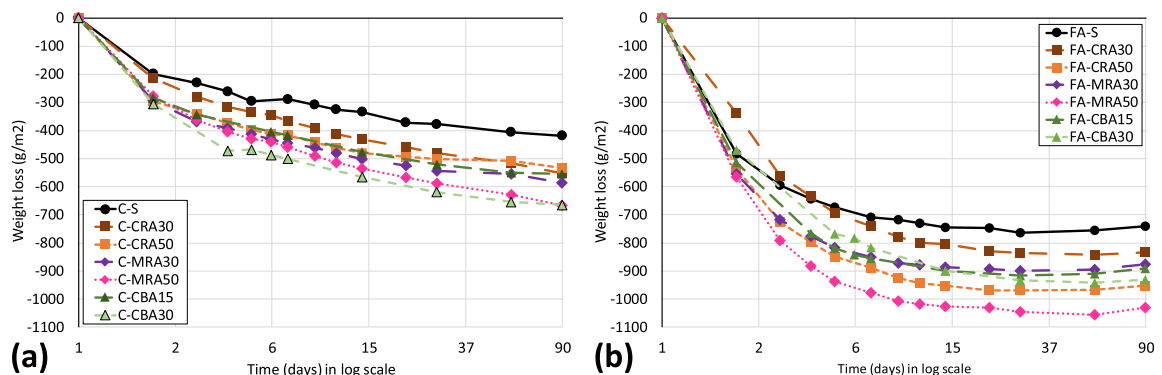 0
-100
-200
-300
-400
-500
-600
-700
-800
-900
-1000
-1100
Weight loss (g/m2)
C-S
C-CRA30
C-CRA50
C-MRA30
C-MRA50
C-CBA15
C-CBA30
1 2 6 15 37 90
Time (days) in log scale
(a)
0
-100
-200
-300
-400
-500
-600
-700
-800
-900
-1000
-1100
Weight loss (g/m2)
FA-S
FA-CRA30
FA-CRA50
FA-MRA30
FA-MRA50
FA-CBA15
FA-CBA30
1 2 6 15 37 90
Time (days) in log scale
(b)